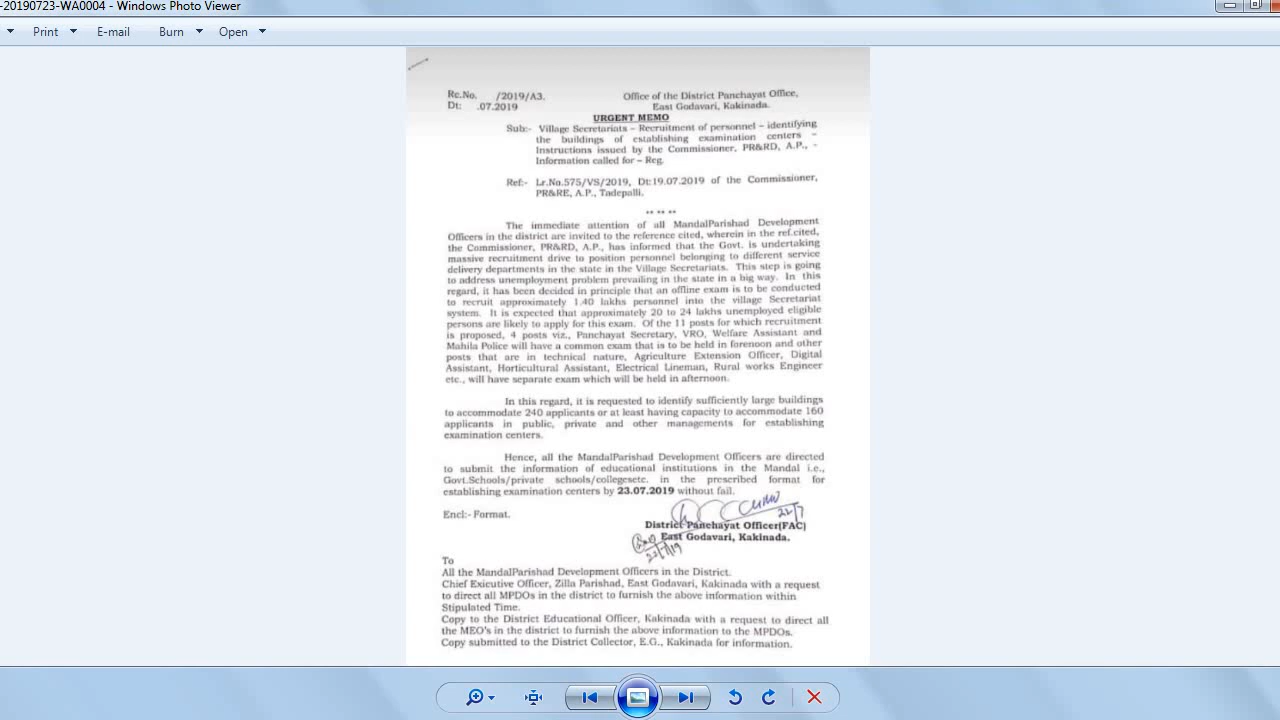 -20190723-WA0004 - Windows Photo Viewer
Print E-mail Burn Open
Rc.No. /2019/A3. Office of the District Panchayat Office,
Dt: .07.2019 East Godavari, Kakinada.
URGENT MEMO
Sub:- Village Secretariats – Recruitment of personnel – identifying
the buildings of establishing examination centers –
Instructions issued by the Commissioner, PR&RD, A.P., -
Information called for – Reg.
Ref:- Lr.No.575/VS/2019, Dt:19.07.2019 of the Commissioner,
PR&RE, A.P., Tadepalli.
** ** **
The immediate attention of all MandalParishad Development
Officers in the district are invited to the reference cited, wherein in the ref.cited,
the Commissioner, PR&RD, A.P., has informed that the Govt. is undertaking
massive recruitment drive to position personnel belonging to different service
delivery departments in the state in the Village Secretariats. This step is going
to address unemployment problem prevailing in the state in a big way. In this
regard, it has been decided in principle that an offline exam is to be conducted
to recruit approximately 1.40 lakhs personnel into the village Secretariat
system. It is expected that approximately 20 to 24 lakhs unemployed eligible
persons are likely to apply for this exam. Of the 11 posts for which recruitment
is proposed, 4 posts viz., Panchayat Secretary, VRO, Welfare Assistant and
Mahila Police will have a common exam that is to be held in forenoon and other
posts that are in technical nature, Agriculture Extension Officer, Digital
Assistant, Horticultural Assistant, Electrical Lineman, Rural works Engineer
etc., will have separate exam which will be held in afternoon.
In this regard, it is requested to identify sufficiently large buildings
to accommodate 240 applicants or at least having capacity to accommodate 160
applicants in public, private and other managements for establishing
examination centers.
Hence, all the MandalParishad Development Officers are directed
to submit the information of educational institutions in the Mandal i.e.,
Govt.Schools/private schools/collegesetc. in the prescribed format for
establishing examination centers by 23.07.2019 without fail.
Encl:- Format.
22/7
District Panchayat Officer(FAC)
East Godavari, Kakinada.
22/7/19
To
All the MandalParishad Development Officers in the District.
Chief Exicutive Officer, Zilla Parishad, East Godavari, Kakinada with a request
to direct all MPDOs in the district to furnish the above information within
Stipulated Time.
Copy to the District Educational Officer, Kakinada with a request to direct all
the MEO's in the district to furnish the above information to the MPDOs.
Copy submitted to the District Collector, E.G., Kakinada for information.